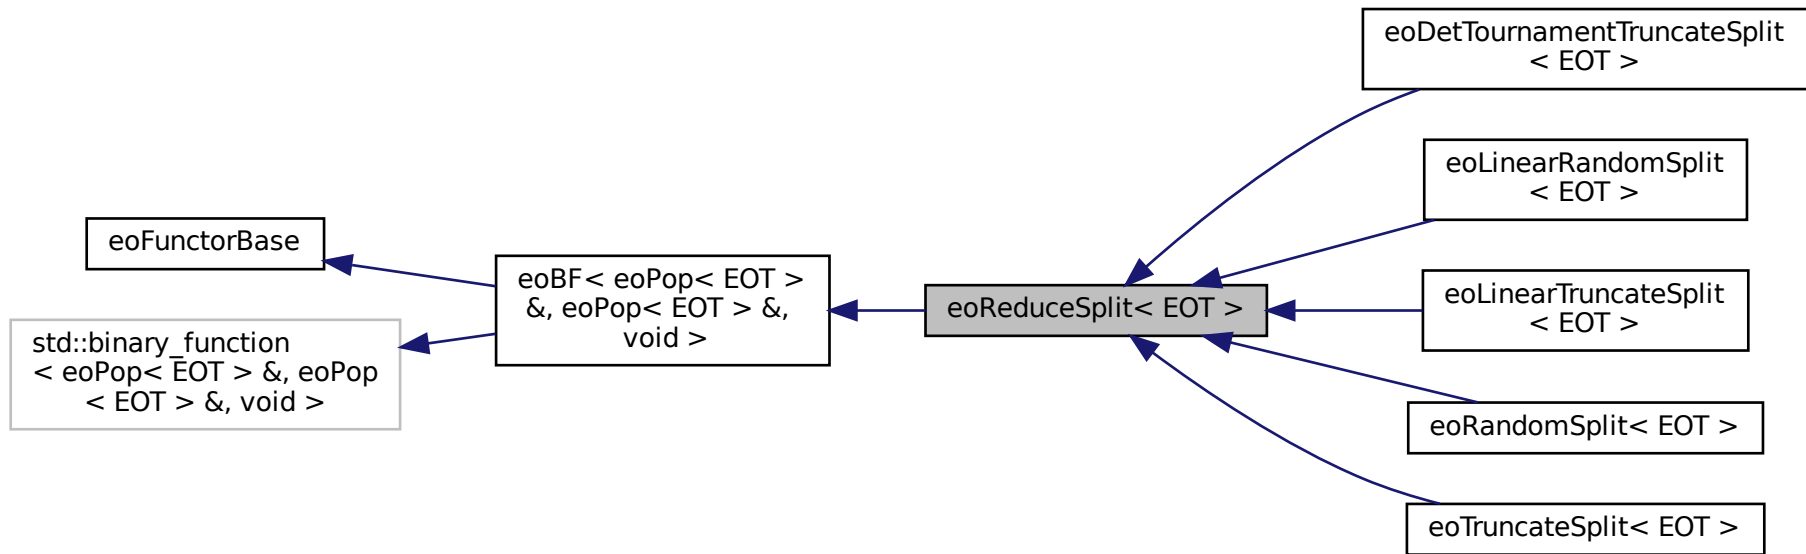 eoFunctorBase
std::binary_function
< eoPop< EOT > &, eoPop
< EOT > &, void >
eoBF< eoPop< EOT >
&, eoPop< EOT > &,
void >
eoReduceSplit< EOT >
eoDetTournamentTruncateSplit
< EOT >
eoLinearRandomSplit
< EOT >
eoLinearTruncateSplit
< EOT >
eoRandomSplit< EOT >
eoTruncateSplit< EOT >